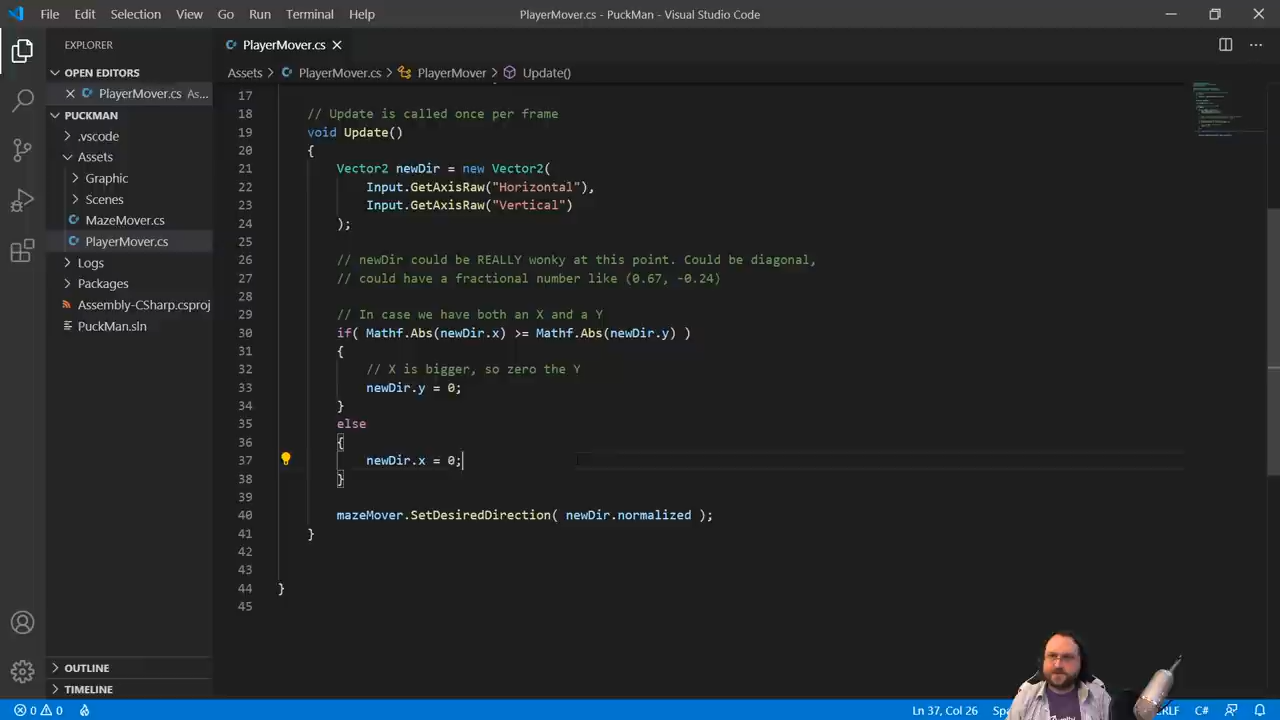 File Edit Selection View Go Run Terminal Help
PlayerMover.cs - PuckMan - Visual Studio Code
EXPLORER
OPEN EDITORS
PlayerMover.cs As...
PUCKMAN
.vscode
Assets
Graphic
Scenes
MazeMover.cs
PlayerMover.cs
Logs
Packages
Assembly-CSharp.csproj
PuckMan.sln
OUTLINE
TIMELINE
PlayerMover.cs
Assets > PlayerMover.cs > PlayerMover > Update()
17
18 // Update is called once per frame
19 void Update()
20 {
21 Vector2 newDir = new Vector2(
22 Input.GetAxisRaw("Horizontal"),
23 Input.GetAxisRaw("Vertical")
24 );
25
26 // newDir could be REALLY wonky at this point. Could be diagonal,
27 // could have a fractional number like (0.67, -0.24)
28
29 // In case we have both an X and a Y
30 if( Mathf.Abs(newDir.x) >= Mathf.Abs(newDir.y) )
31 {
32 // X is bigger, so zero the Y
33 newDir.y = 0;
34 }
35 else
36 {
37 newDir.x = 0;
38 }
39
40 mazeMover.SetDesiredDirection( newDir.normalized );
41 }
42
43
44 }
45
0 0 Ln 37, Col 26 CRLF C#